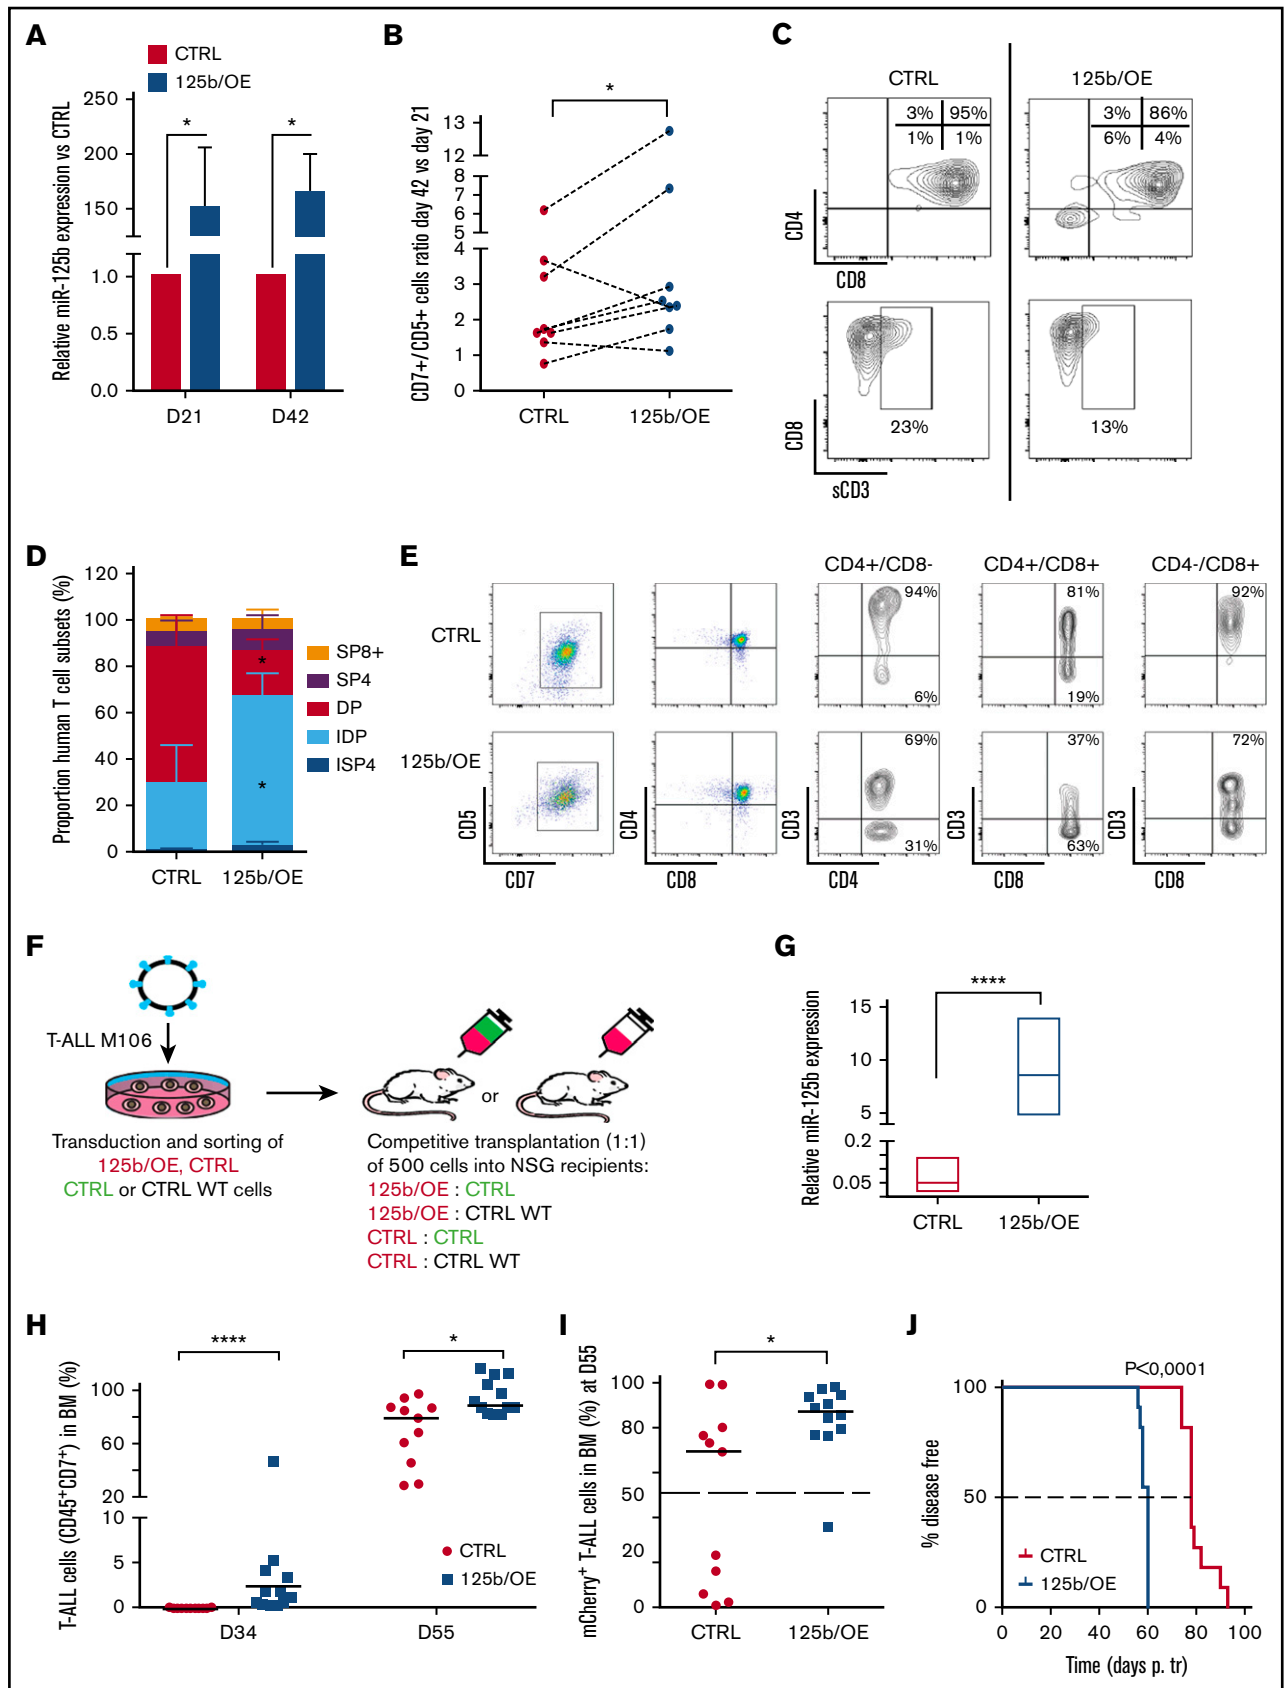 A
CTRL
125b/OE
Relative miR-125b expression vs CTRL
250
200
150
1.0
0.5
0.0
*
*
D21
D42
B
CD7+/CD5+ cells ratio day 42 vs day 21
13
12
8
7
6
5
4
3
2
1
0
*
CTRL
125b/OE
C
CTRL
125b/OE
3%
95%
1%
1%
3%
86%
6%
4%
CD4
CD8
23%
13%
CD8
sCD3
D
Proportion human T cell subsets (%)
120
100
80
60
40
20
0
*
*
CTRL
125b/OE
SP8+
SP4
DP
IDP
ISP4
E
CD4+/CD8-
CD4+/CD8+
CD4-/CD8+
CTRL
94%
6%
81%
19%
92%
125b/OE
69%
31%
37%
63%
72%
CD5
CD7
CD4
CD8
CD3
CD4
CD3
CD8
CD3
CD8
F
T-ALL M106
Transduction and sorting of
125b/OE, CTRL
CTRL or CTRL WT cells
or
Competitive transplantation (1:1)
of 500 cells into NSG recipients:
125b/OE : CTRL
125b/OE : CTRL WT
CTRL : CTRL
CTRL : CTRL WT
G
Relative miR-125b expression
15
10
5
0.2
0.05
****
CTRL
125b/OE
H
T-ALL cells (CD45+CD7+) in BM (%)
100
60
20
10
5
0
****
*
CTRL
125b/OE
D34
D55
I
mCherry+ T-ALL cells in BM (%) at D55
100
80
50
20
0
*
CTRL
125b/OE
J
% disease free
P<0,0001
100
50
0
CTRL
125b/OE
0
20
40
60
80
100
Time (days p. tr)